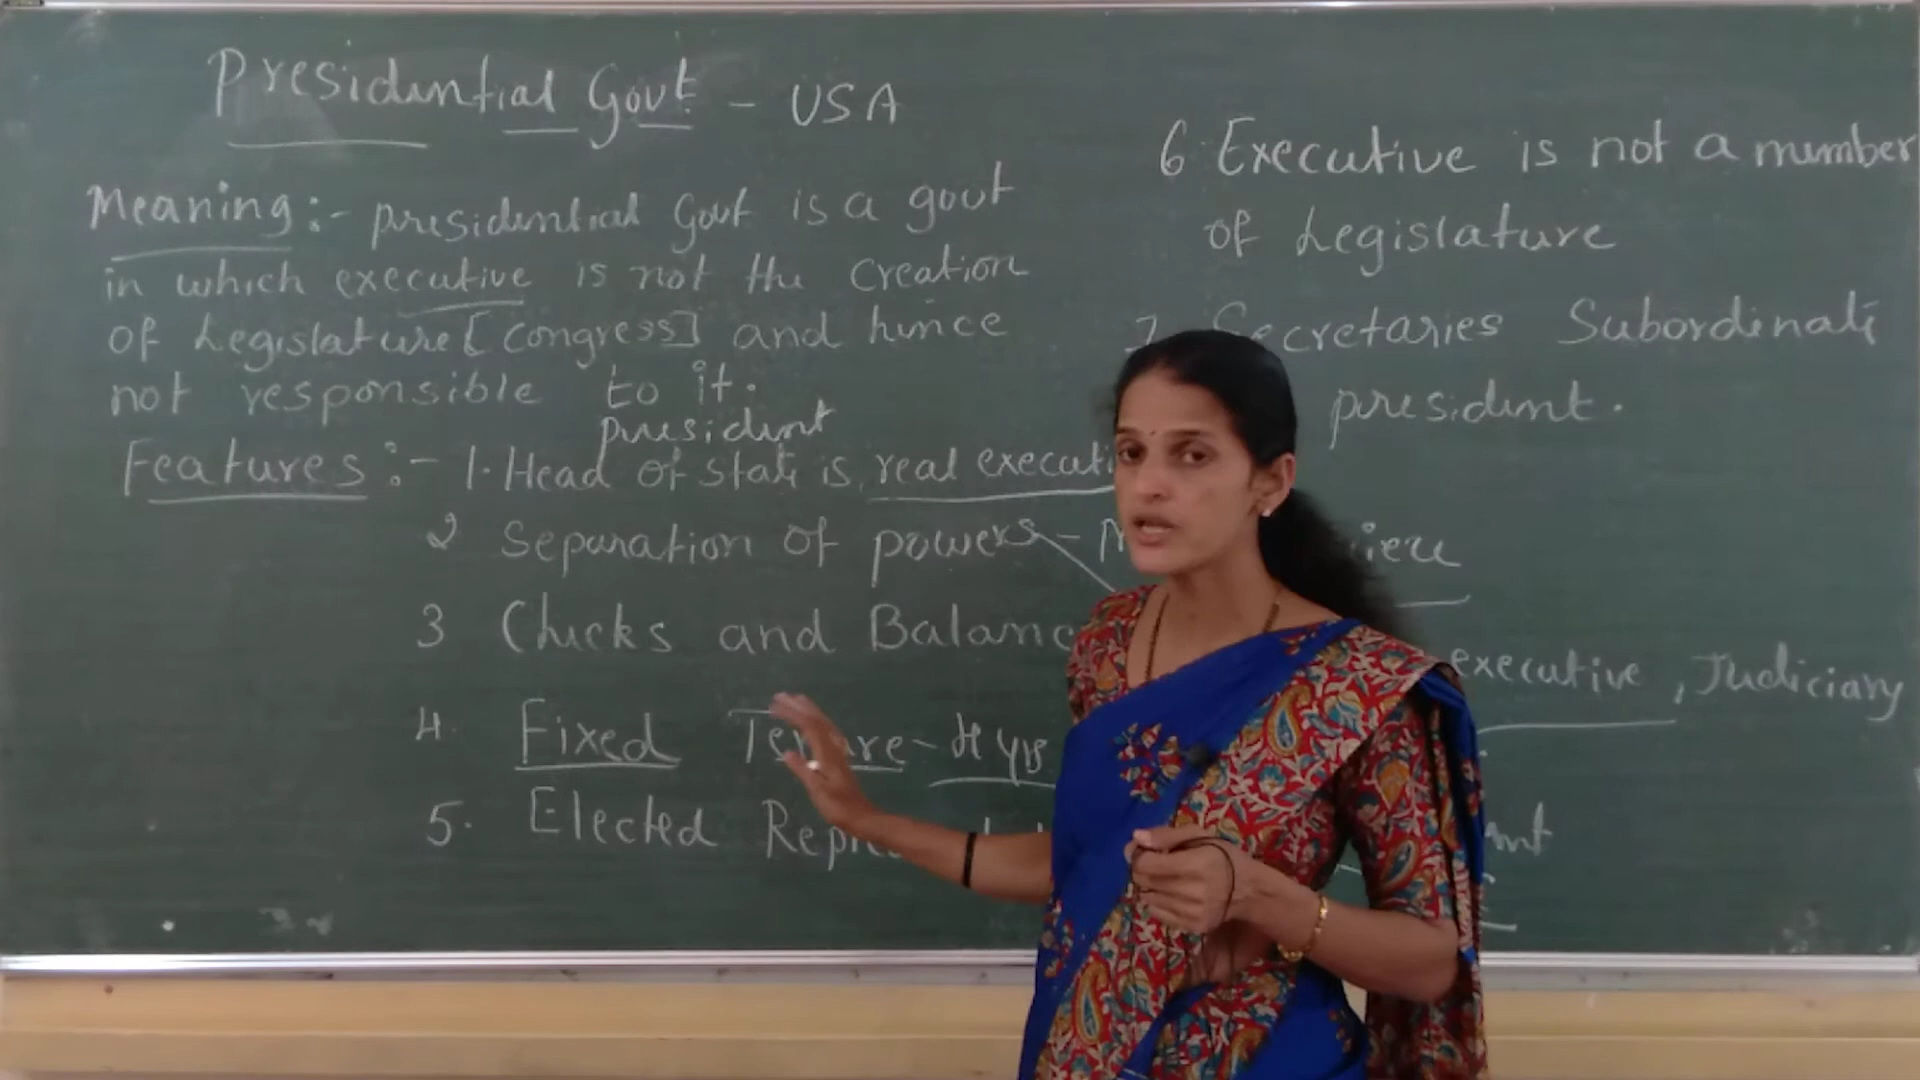 Presidential Govt. - USA
Meaning:- presidential Govt is a govt
in which executive is not the creation
of Legislature [Congress] and hence
not responsible to it.
president
Features:- 1. Head of state is real executi
2 Separation of powers -
3 Checks and Balanc
executive, Judiciary
4. Fixed Tenure - 4 yrs
5. Elected Rep
6 Executive is not a member
of Legislature
7 Secretaries Subordinate
president.